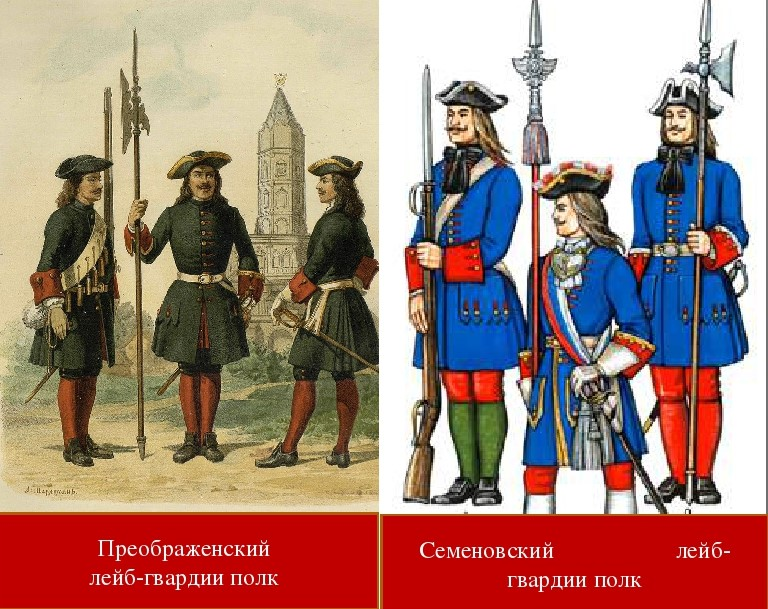 Преображенский
лейб-гвардии полк
Семеновский лейб-
гвардии полк